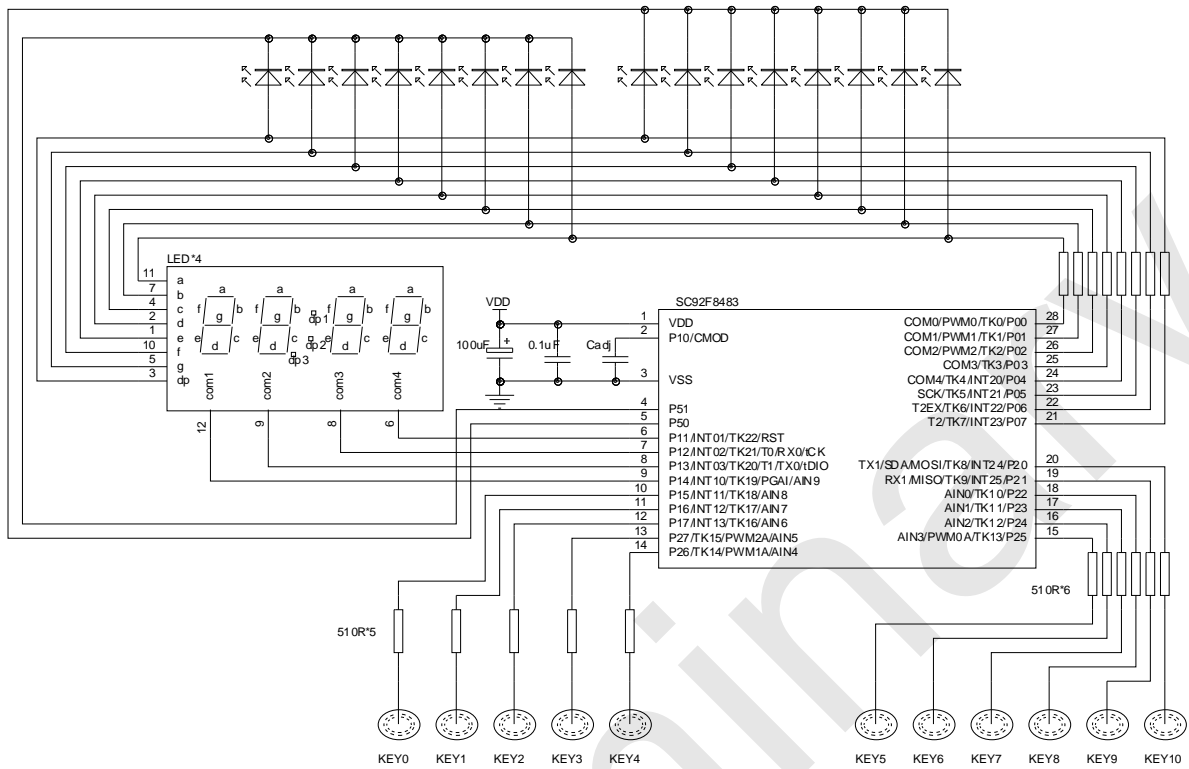 LED*4
11 a
7 b
4 c
2 d
1 e
10 f
5 g
3 dp
a a a a
f g b f g b f g b f g b
e d c e d c e d c e d c
dp1
dp2
dp3
com1 com2 com3 com4
12 9 8 6
VDD
100uF + 0.1uF Cadj
SC92F8483
1 VDD
2 P10/CMOD
3 VSS
4 P51
5 P50
6 P11/INT01/TK22/RST
7 P12/INT02/TK21/T0/RX0/tCK
8 P13/INT03/TK20/T1/TX0/tDIO
9 P14/INT10/TK19/PGAI/AIN9
10 P15/INT11/TK18/AIN8
11 P16/INT12/TK17/AIN7
12 P17/INT13/TK16/AIN6
13 P27/TK15/PWM2A/AIN5
14 P26/TK14/PWM1A/AIN4
COM0/PWM0/TK0/P00 28
COM1/PWM1/TK1/P01 27
COM2/PWM2/TK2/P02 26
COM3/TK3/P03 25
COM4/TK4/INT20/P04 24
SCK/TK5/INT21/P05 23
T2EX/TK6/INT22/P06 22
T2/TK7/INT23/P07 21
TX1/SDA/MOSI/TK8/INT24/P20 20
RX1/MISO/TK9/INT25/P21 19
AIN0/TK10/P22 18
AIN1/TK11/P23 17
AIN2/TK12/P24 16
AIN3/PWM0A/TK13/P25 15
510R*5
510R*6
KEY0 KEY1 KEY2 KEY3 KEY4 KEY5 KEY6 KEY7 KEY8 KEY9 KEY10